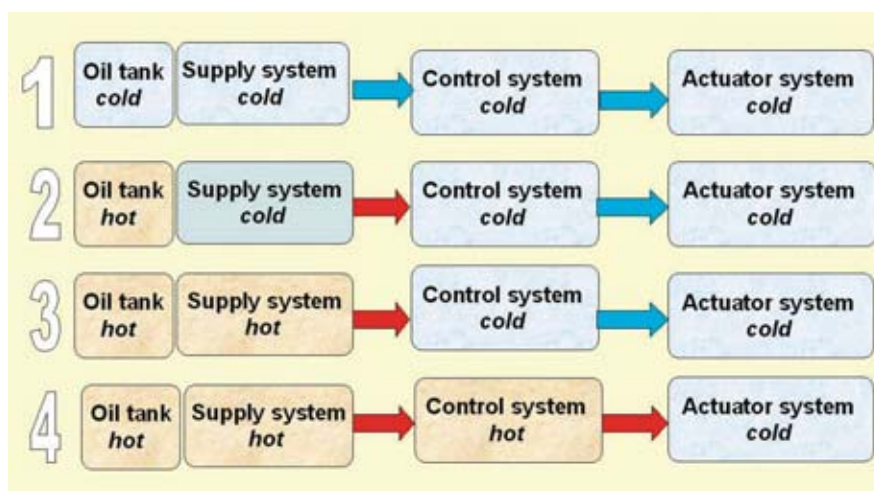 1
Oil tank
cold
Supply system
cold
Control system
cold
Actuator system
cold
2
Oil tank
hot
Supply system
cold
Control system
cold
Actuator system
cold
3
Oil tank
hot
Supply system
hot
Control system
cold
Actuator system
cold
4
Oil tank
hot
Supply system
hot
Control system
hot
Actuator system
cold